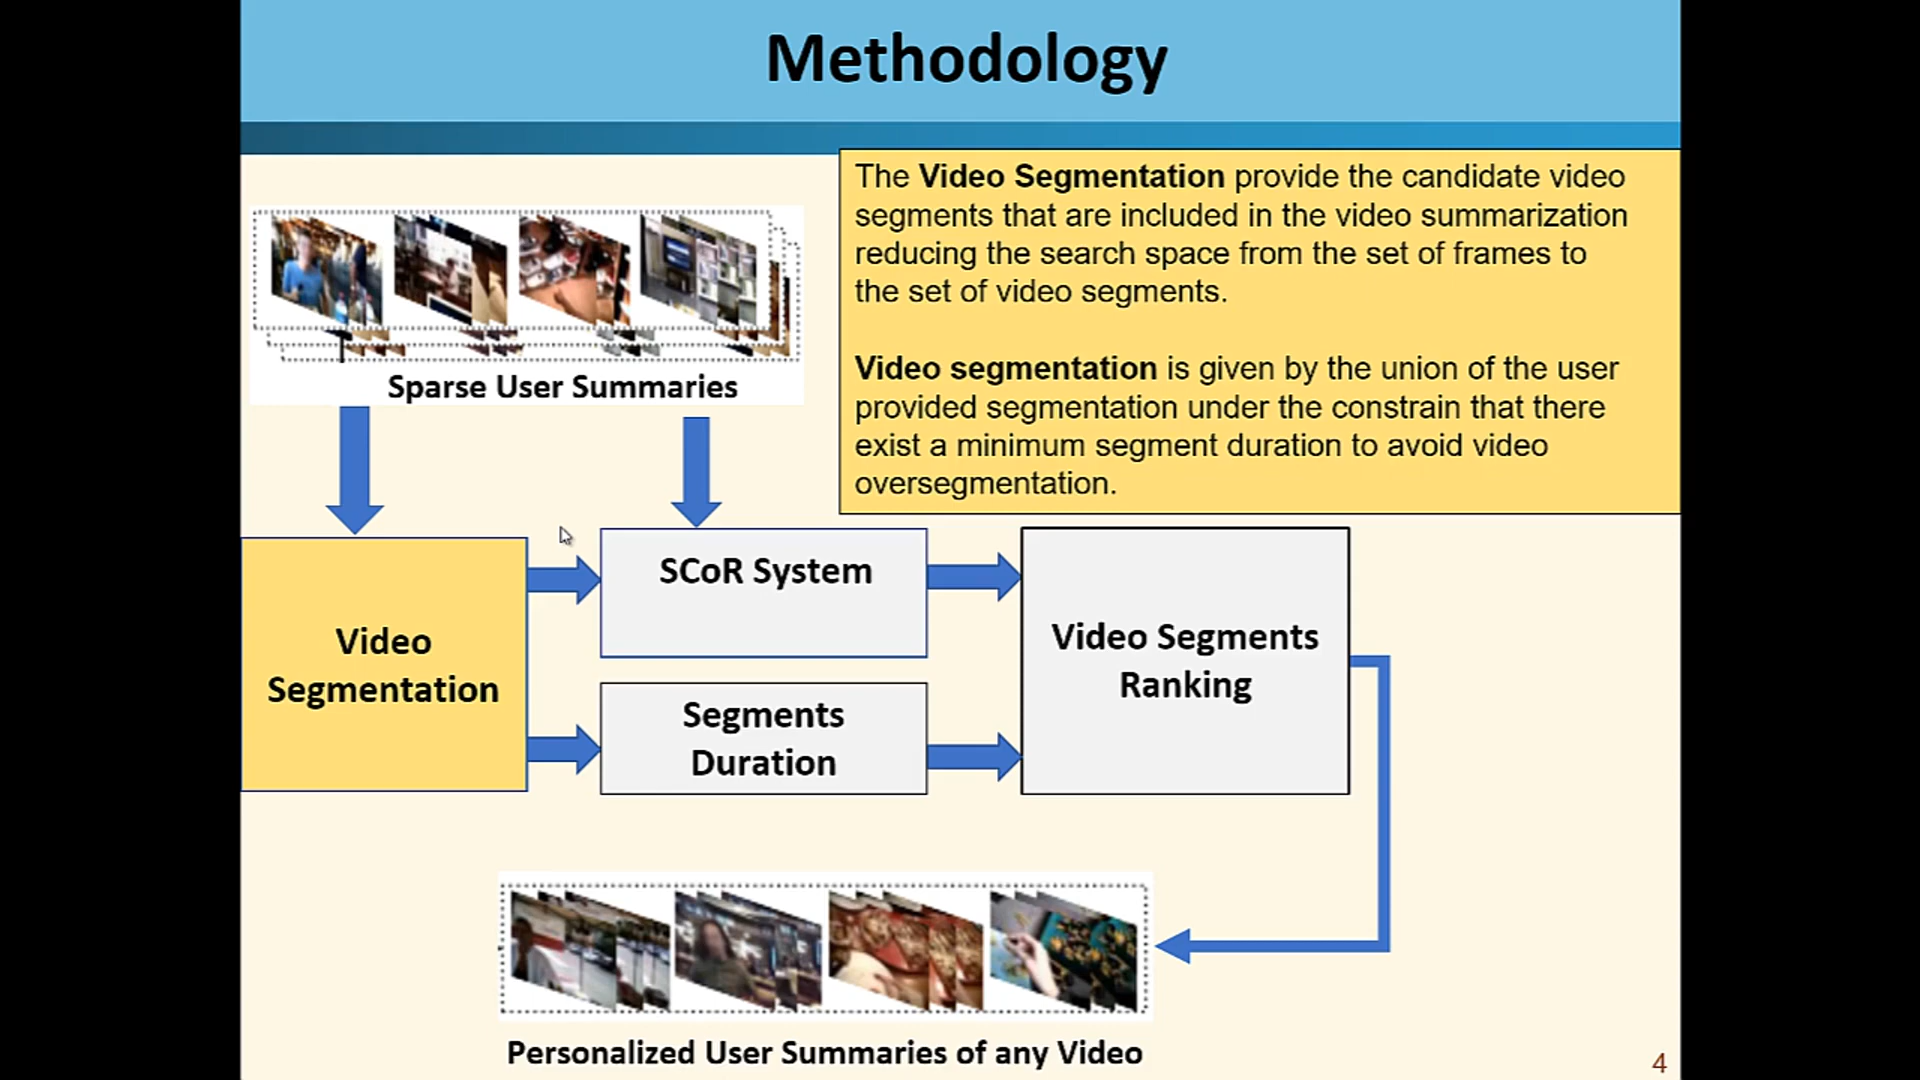 Methodology
The Video Segmentation provide the candidate video
segments that are included in the video summarization
reducing the search space from the set of frames to
the set of video segments.
Video segmentation is given by the union of the user
provided segmentation under the constrain that there
exist a minimum segment duration to avoid video
oversegmentation.
Sparse User Summaries
Video
Segmentation
SCoR System
Segments
Duration
Video Segments
Ranking
Personalized User Summaries of any Video
4